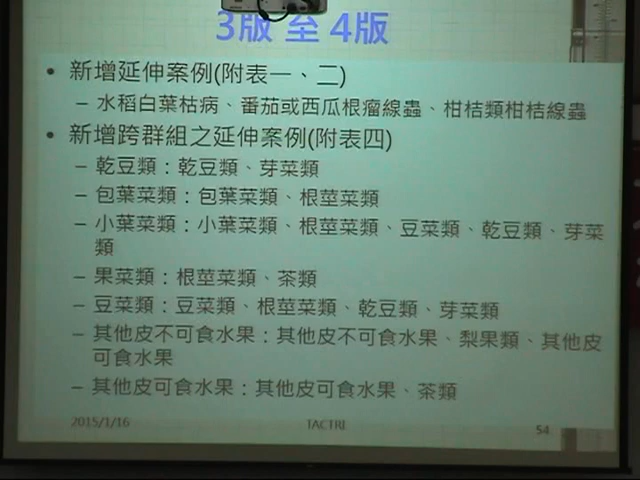 3版 至 4版
• 新增延伸案例(附表一、二)
– 水稻白葉枯病、番茄或西瓜根瘤線蟲、柑桔類柑桔線蟲
• 新增跨群組之延伸案例(附表四)
– 乾豆類：乾豆類、芽菜類
– 包葉菜類：包葉菜類、根莖菜類
– 小葉菜類：小葉菜類、根莖菜類、豆菜類、乾豆類、芽菜
類
– 果菜類：根莖菜類、茶類
– 豆菜類：豆菜類、根莖菜類、乾豆類、芽菜類
– 其他皮不可食水果：其他皮不可食水果、梨果類、其他皮
可食水果
– 其他皮可食水果：其他皮可食水果、茶類
2015/1/16 TACTRI 54